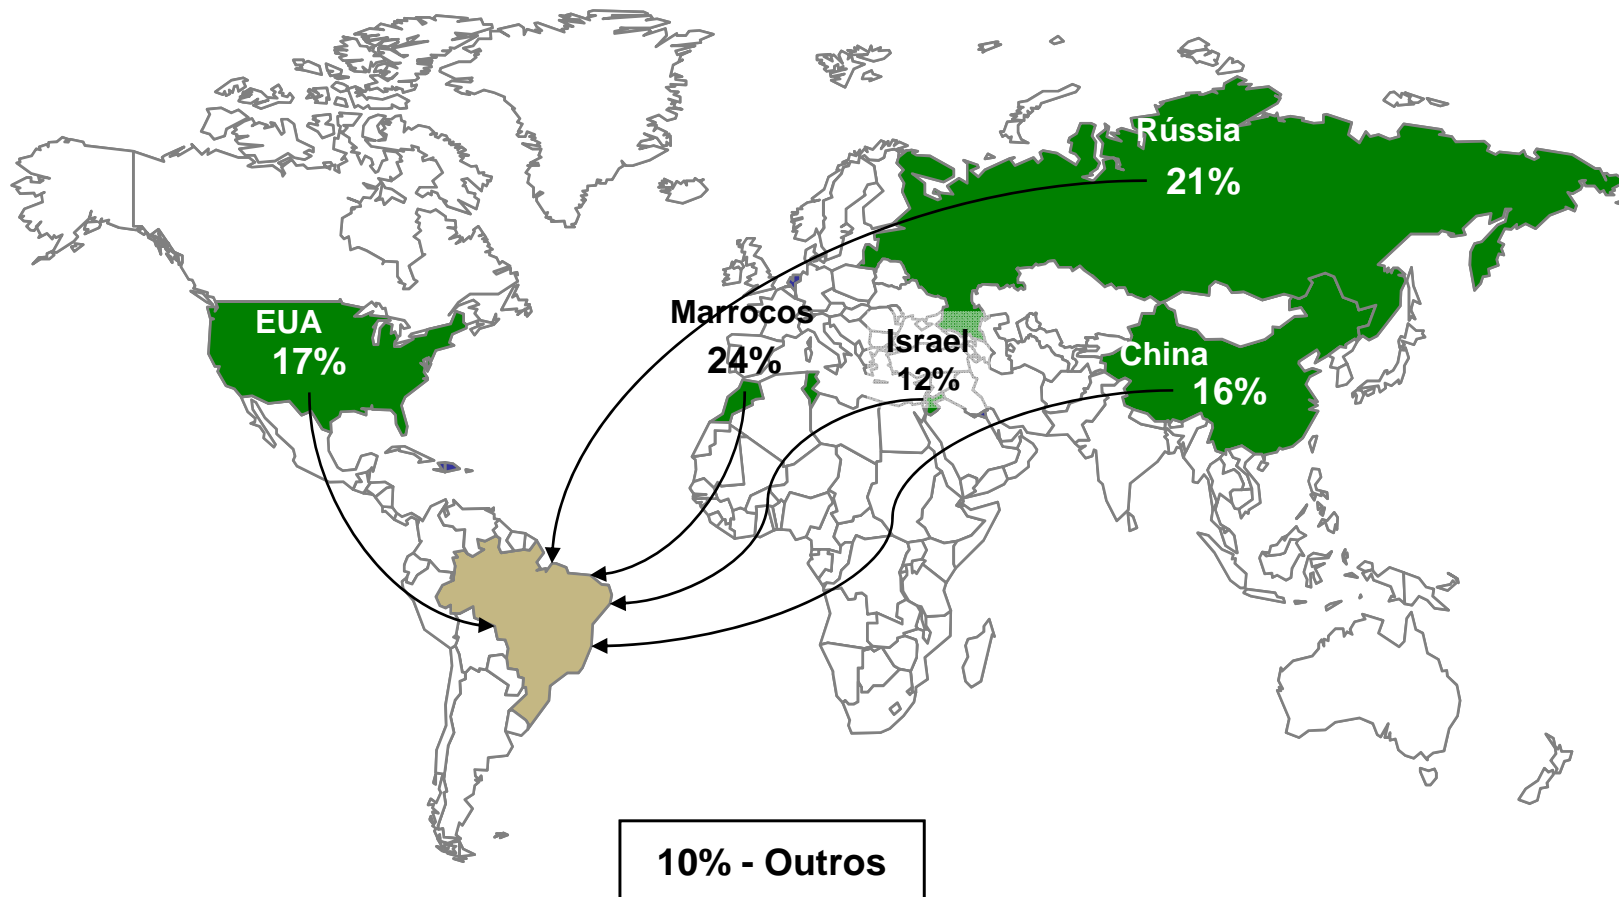 Rússia
21%
EUA
17%
Marrocos
24%
Israel
12%
China
16%
10% - Outros